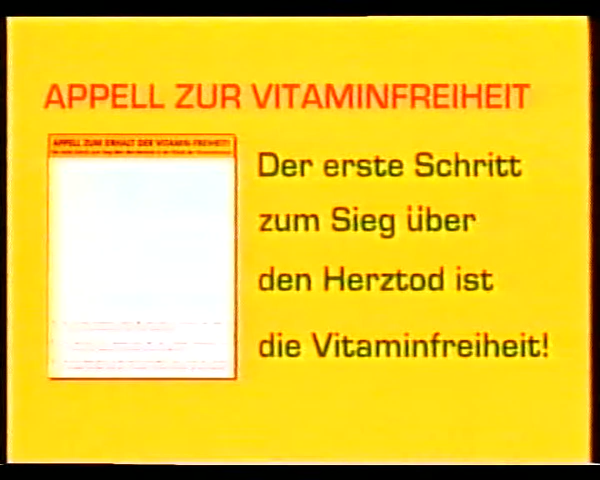 APPELL ZUR VITAMINFREIHEIT
APPELL ZUM ERHALT DER VITAMIN-FREIHEIT!
Der erste Schritt
zum Sieg über
den Herztod ist
die Vitaminfreiheit!